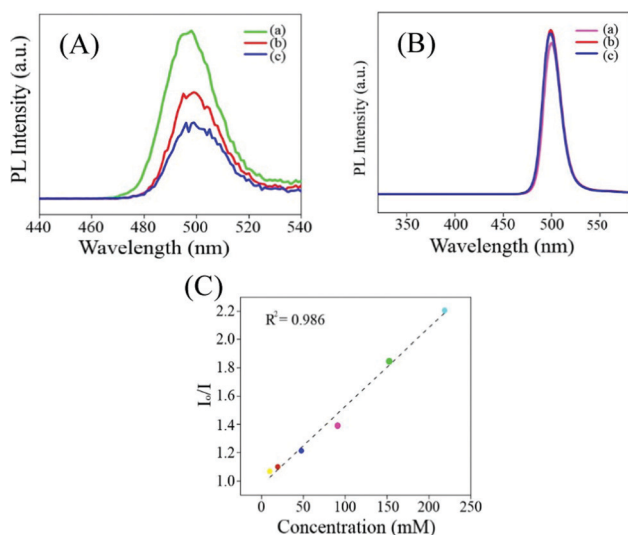 (A)
(a)
(b)
(c)
PL Intensity (a.u.)
440 460 480 500 520 540
Wavelength (nm)
(B)
(a)
(b)
(c)
PL Intensity (a.u.)
350 400 450 500 550
Wavelength (nm)
(C)
R² = 0.986
I₀/I
2.2
2.0
1.8
1.6
1.4
1.2
1.0
0 50 100 150 200 250
Concentration (mM)